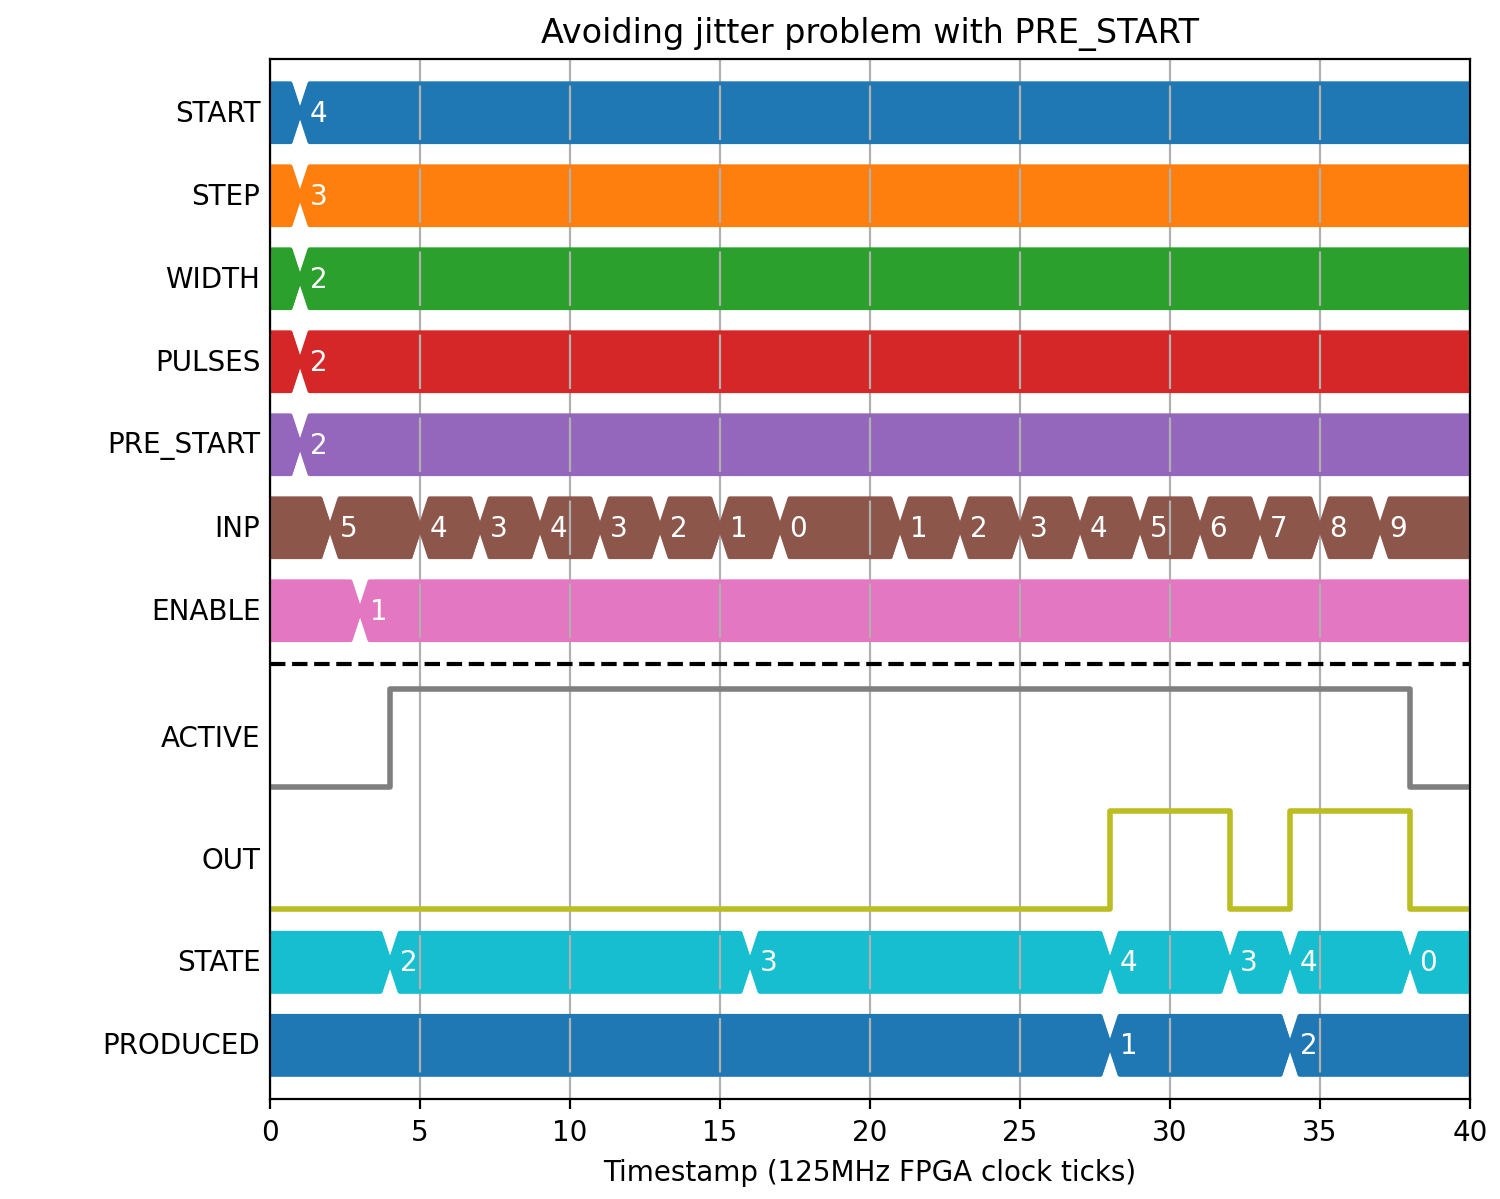 Avoiding jitter problem with PRE_START
START 4
STEP 3
WIDTH 2
PULSES 2
PRE_START 2
INP 5 4 3 4 3 2 1 0 1 2 3 4 5 6 7 8 9
ENABLE 1
ACTIVE
OUT
STATE 2 3 4 3 4 0
PRODUCED 1 2
0 5 10 15 20 25 30 35 40
Timestamp (125MHz FPGA clock ticks)